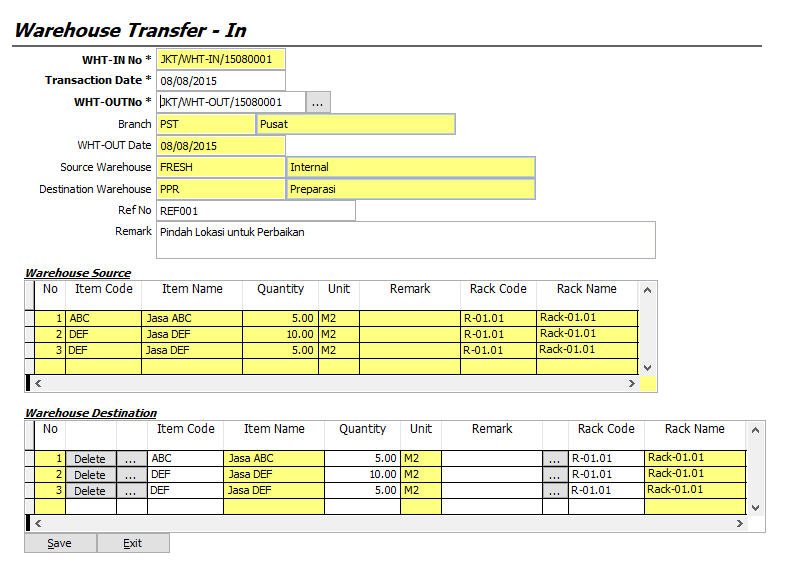 Warehouse Transfer - In
WHT-IN No * JKT/WHT-IN/15080001
Transaction Date * 08/08/2015
WHT-OUTNo * JKT/WHT-OUT/15080001 ...
Branch PST Pusat
WHT-OUT Date 08/08/2015
Source Warehouse FRESH Internal
Destination Warehouse PPR Preparasi
Ref No REF001
Remark Pindah Lokasi untuk Perbaikan
Warehouse Source
No Item Code Item Name Quantity Unit Remark Rack Code Rack Name
1 ABC Jasa ABC 5.00 M2 R-01.01 Rack-01.01
2 DEF Jasa DEF 10.00 M2 R-01.01 Rack-01.01
3 DEF Jasa DEF 5.00 M2 R-01.01 Rack-01.01
Warehouse Destination
No Item Code Item Name Quantity Unit Remark Rack Code Rack Name
1 Delete ... ABC Jasa ABC 5.00 M2 ... R-01.01 Rack-01.01
2 Delete ... DEF Jasa DEF 10.00 M2 ... R-01.01 Rack-01.01
3 Delete ... DEF Jasa DEF 5.00 M2 ... R-01.01 Rack-01.01
Save Exit